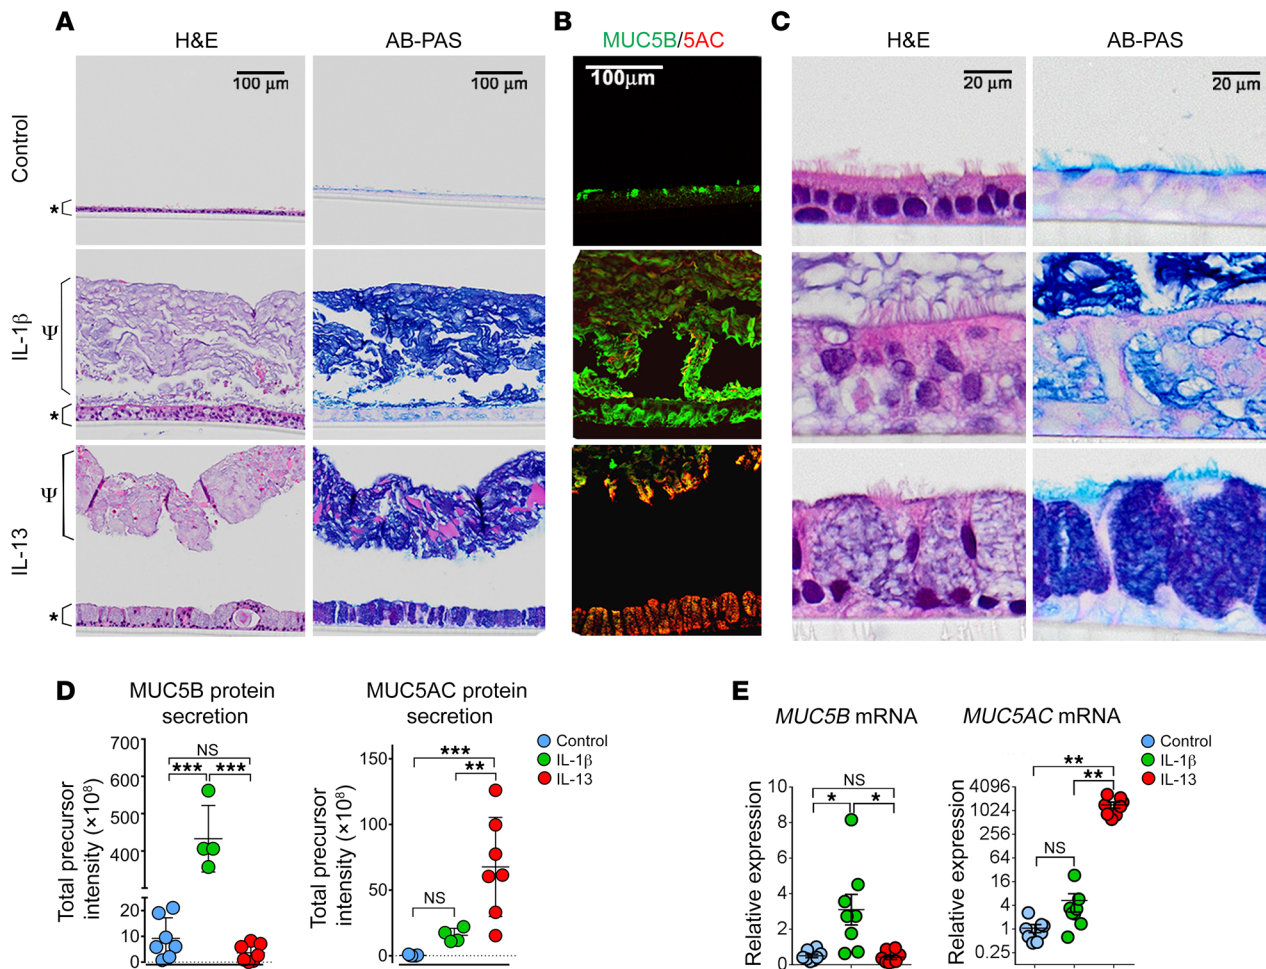 A
B
C
H&E
AB-PAS
MUC5B/5AC
H&E
AB-PAS
100 μm
100 μm
100μm
20 μm
20 μm
Control
*
IL-1β
Ψ
*
IL-13
Ψ
*
D
MUC5B protein
secretion
Total precursor
intensity (×10⁸)
700
600
500
400
20
10
0
NS
***
***
MUC5AC protein
secretion
Total precursor
intensity (×10⁸)
150
100
50
0
***
**
NS
Control
IL-1β
IL-13
E
MUC5B mRNA
Relative expression
10
8
6
4
2
0
NS
*
*
MUC5AC mRNA
Relative expression
4096
1024
256
64
16
4
1
0.25
**
**
NS
Control
IL-1β
IL-13